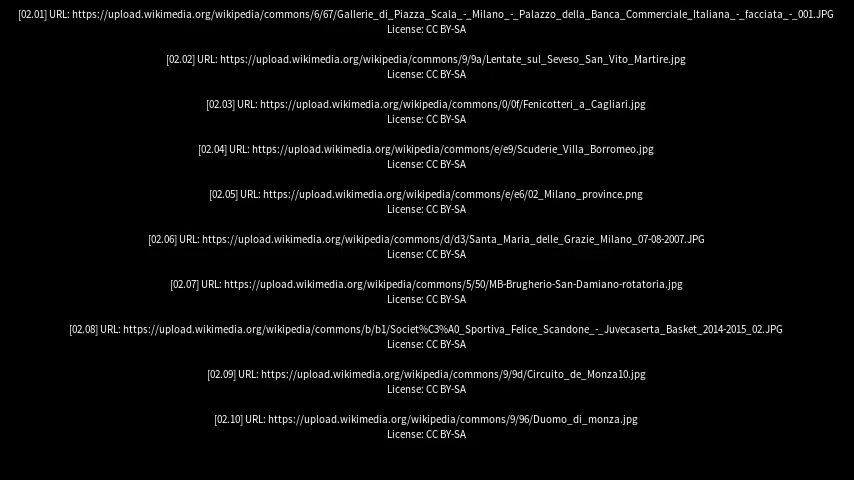 [02.01] URL: https://upload.wikimedia.org/wikipedia/commons/6/67/Gallerie_di_Piazza_Scala_-_Milano_-_Palazzo_della_Banca_Commerciale_Italiana_-_facciata_-_001.JPG
License: CC BY-SA
[02.02] URL: https://upload.wikimedia.org/wikipedia/commons/9/9a/Lentate_sul_Seveso_San_Vito_Martire.jpg
License: CC BY-SA
[02.03] URL: https://upload.wikimedia.org/wikipedia/commons/0/0f/Fenicotteri_a_Cagliari.jpg
License: CC BY-SA
[02.04] URL: https://upload.wikimedia.org/wikipedia/commons/e/e9/Scuderie_Villa_Borromeo.jpg
License: CC BY-SA
[02.05] URL: https://upload.wikimedia.org/wikipedia/commons/e/e6/02_Milano_province.png
License: CC BY-SA
[02.06] URL: https://upload.wikimedia.org/wikipedia/commons/d/d3/Santa_Maria_delle_Grazie_Milano_07-08-2007.JPG
License: CC BY-SA
[02.07] URL: https://upload.wikimedia.org/wikipedia/commons/5/50/MB-Brugherio-San-Damiano-rotatoria.jpg
License: CC BY-SA
[02.08] URL: https://upload.wikimedia.org/wikipedia/commons/b/b1/Societ%C3%A0_Sportiva_Felice_Scandone_-_Juvecaserta_Basket_2014-2015_02.JPG
License: CC BY-SA
[02.09] URL: https://upload.wikimedia.org/wikipedia/commons/9/9d/Circuito_de_Monza10.jpg
License: CC BY-SA
[02.10] URL: https://upload.wikimedia.org/wikipedia/commons/9/96/Duomo_di_monza.jpg
License: CC BY-SA